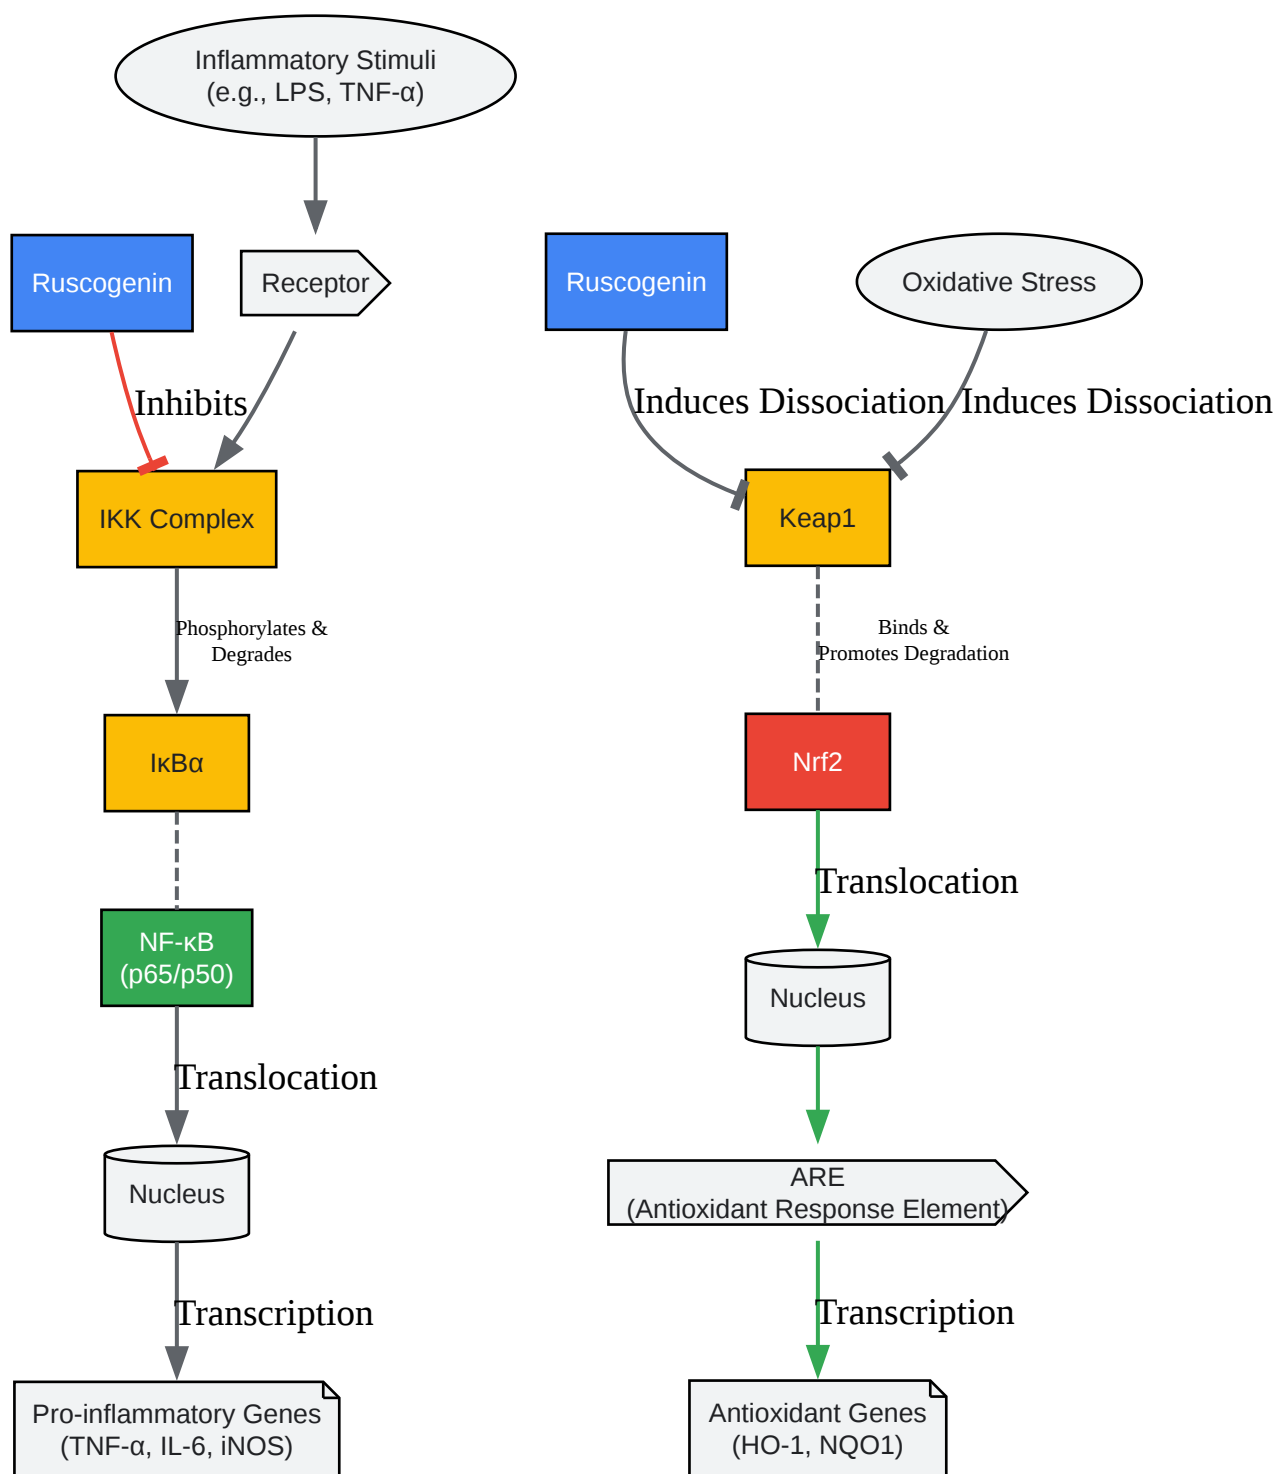 Inflammatory Stimuli
(e.g., LPS, TNF-α)
Ruscogenin
Receptor
Inhibits
IKK Complex
Phosphorylates &
Degrades
IκBα
NF-κB
(p65/p50)
Translocation
Nucleus
Transcription
Pro-inflammatory Genes
(TNF-α, IL-6, iNOS)
Ruscogenin
Oxidative Stress
Induces Dissociation
Induces Dissociation
Keap1
Binds &
Promotes Degradation
Nrf2
Translocation
Nucleus
ARE
(Antioxidant Response Element)
Transcription
Antioxidant Genes
(HO-1, NQO1)